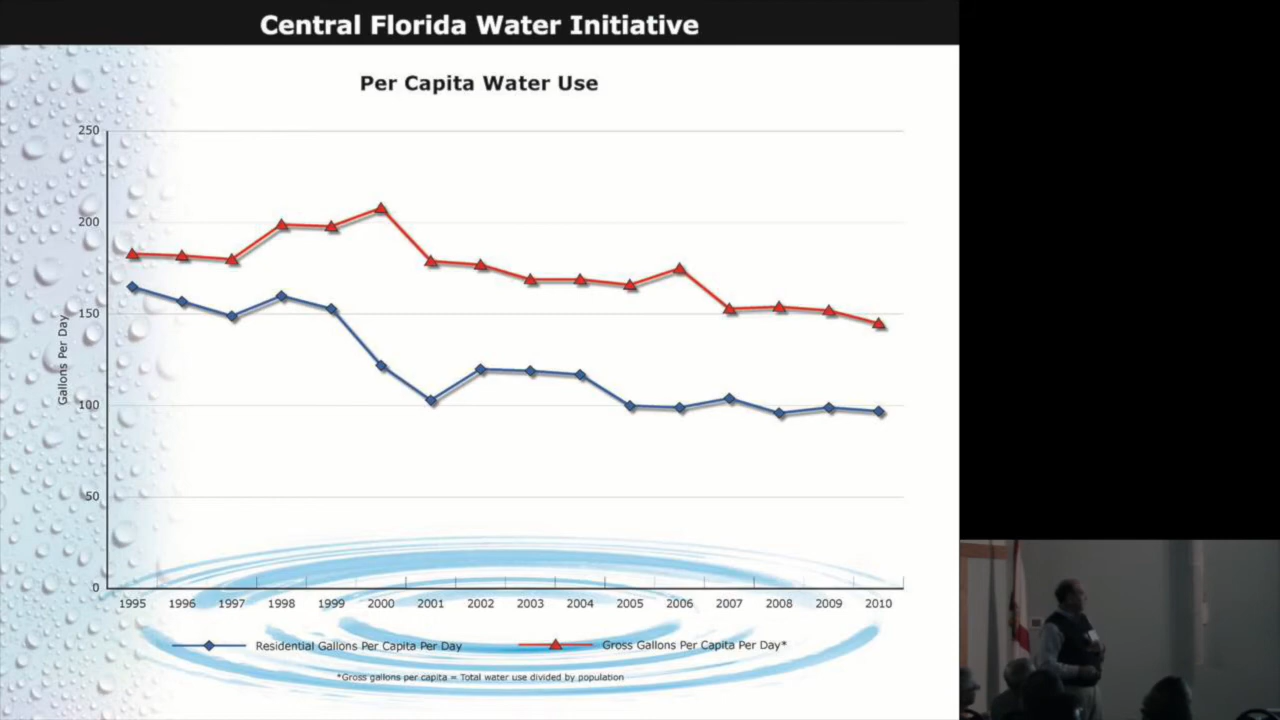 Central Florida Water Initiative
Per Capita Water Use
250
200
150
100
50
0
Gallons Per Day
1995 1996 1997 1998 1999 2000 2001 2002 2003 2004 2005 2006 2007 2008 2009 2010
Residential Gallons Per Capita Per Day Gross Gallons Per Capita Per Day*
*Gross gallons per capita = Total water use divided by population